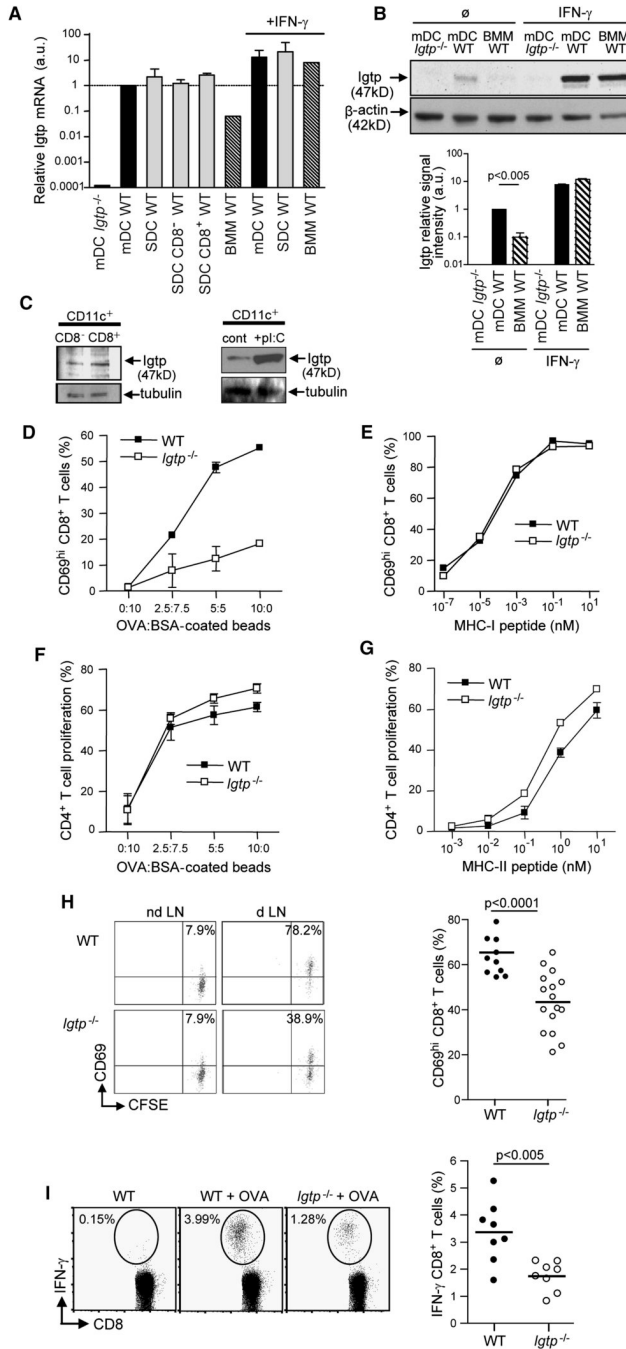 A
+IFN-γ
Relative Igtp mRNA (a.u.)
100
10
1
0.1
0.01
0.001
0.0001
mDC Igtp-/-
mDC WT
SDC WT
SDC CD8- WT
SDC CD8+ WT
BMM WT
mDC WT
SDC WT
BMM WT
B
ø
IFN-γ
mDC Igtp-/-
mDC WT
BMM WT
mDC Igtp-/-
mDC WT
BMM WT
Igtp
(47kD)
β-actin
(42kD)
Igtp relative signal
intensity (a.u.)
100
10
1
0.1
0.01
p<0.005
mDC Igtp-/-
mDC WT
BMM WT
mDC Igtp-/-
mDC WT
BMM WT
ø
IFN-γ
C
CD11c+
CD8- CD8+
Igtp
(47kD)
tubulin
CD11c+
cont +pI:C
Igtp
(47kD)
tubulin
D
CD69hi CD8+ T cells (%)
60
50
40
30
20
10
0
WT
Igtp-/-
0:10 2.5:7.5 5:5 10:0
OVA:BSA-coated beads
E
CD69hi CD8+ T cells (%)
100
80
60
40
20
0
WT
Igtp-/-
10-7 10-5 10-3 10-1 101
MHC-I peptide (nM)
F
CD4+ T cell proliferation (%)
80
60
40
20
0
WT
Igtp-/-
0:10 2.5:7.5 5:5 10:0
OVA:BSA-coated beads
G
CD4+ T cell proliferation (%)
80
60
40
20
0
WT
Igtp-/-
10-3 10-2 10-1 100 101
MHC-II peptide (nM)
H
nd LN
d LN
WT
7.9%
78.2%
Igtp-/-
7.9%
38.9%
CD69
CFSE
p<0.0001
CD69hi CD8+ T cells (%)
80
60
40
20
0
WT
Igtp-/-
I
WT
WT + OVA
Igtp-/- + OVA
0.15%
3.99%
1.28%
IFN-γ
CD8
p<0.005
IFN-γ CD8+ T cells (%)
6
5
4
3
2
1
0
WT
Igtp-/-